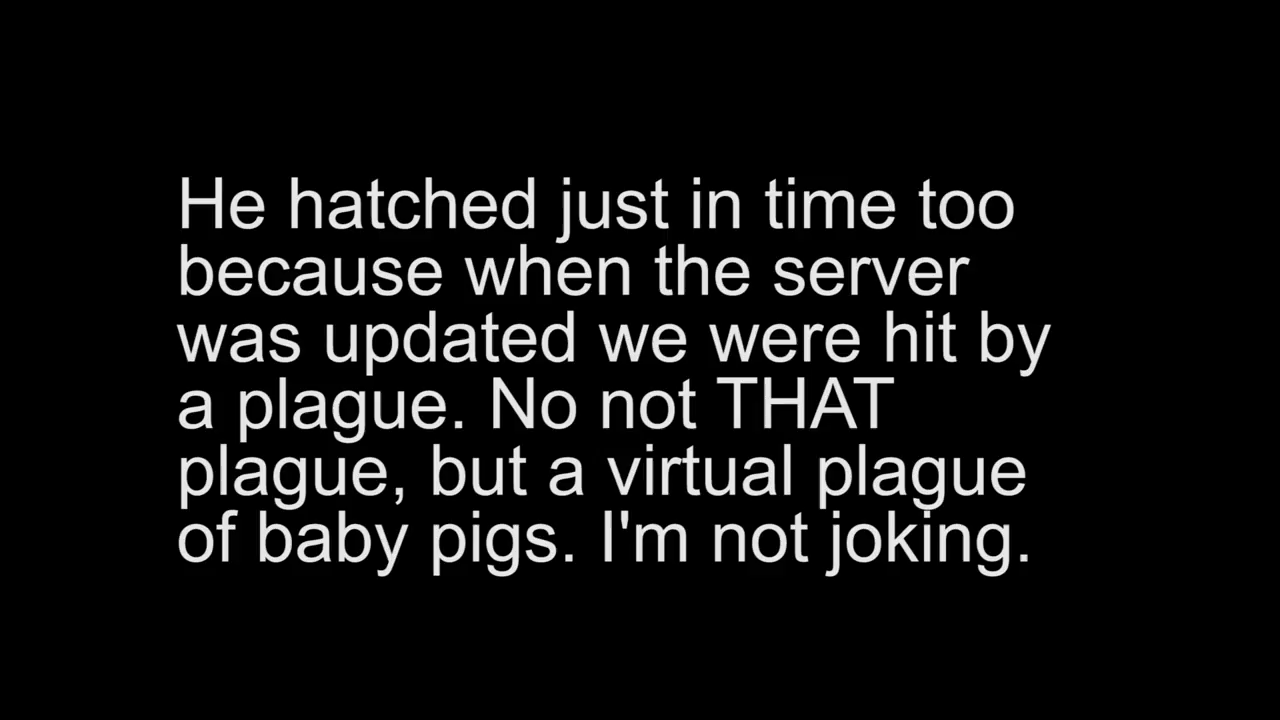 He hatched just in time too
because when the server
was updated we were hit by
a plague. No not THAT
plague, but a virtual plague
of baby pigs. I'm not joking.